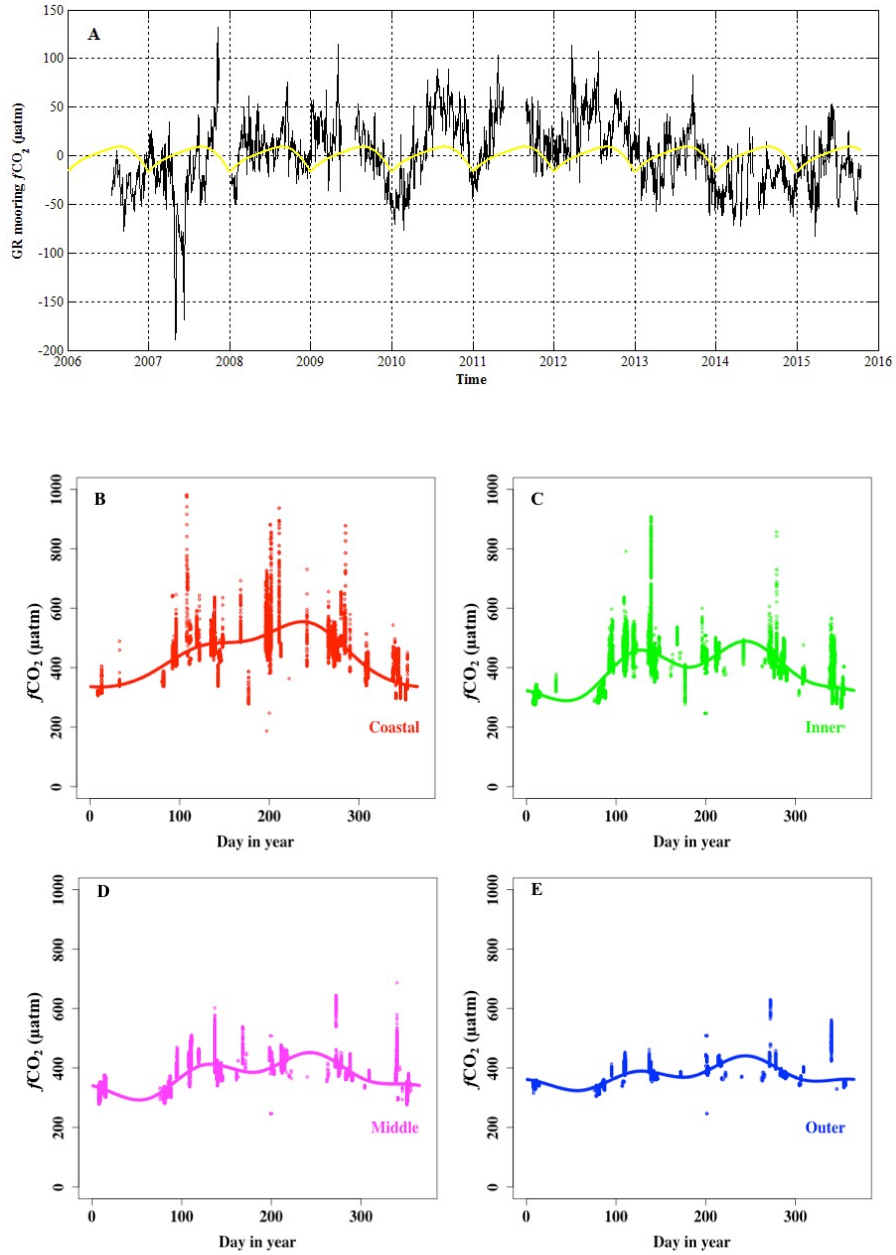 A
150
100
50
0
-50
-100
-150
-200
GR mooring fCO₂ (µatm)
2006 2007 2008 2009 2010 2011 2012 2013 2014 2015 2016
Time
B
1000
800
600
400
200
0
fCO₂ (µatm)
Coastal
0 100 200 300
Day in year
C
1000
800
600
400
200
0
fCO₂ (µatm)
Inner
0 100 200 300
Day in year
D
1000
800
600
400
200
0
fCO₂ (µatm)
Middle
0 100 200 300
Day in year
E
1000
800
600
400
200
0
fCO₂ (µatm)
Outer
0 100 200 300
Day in year